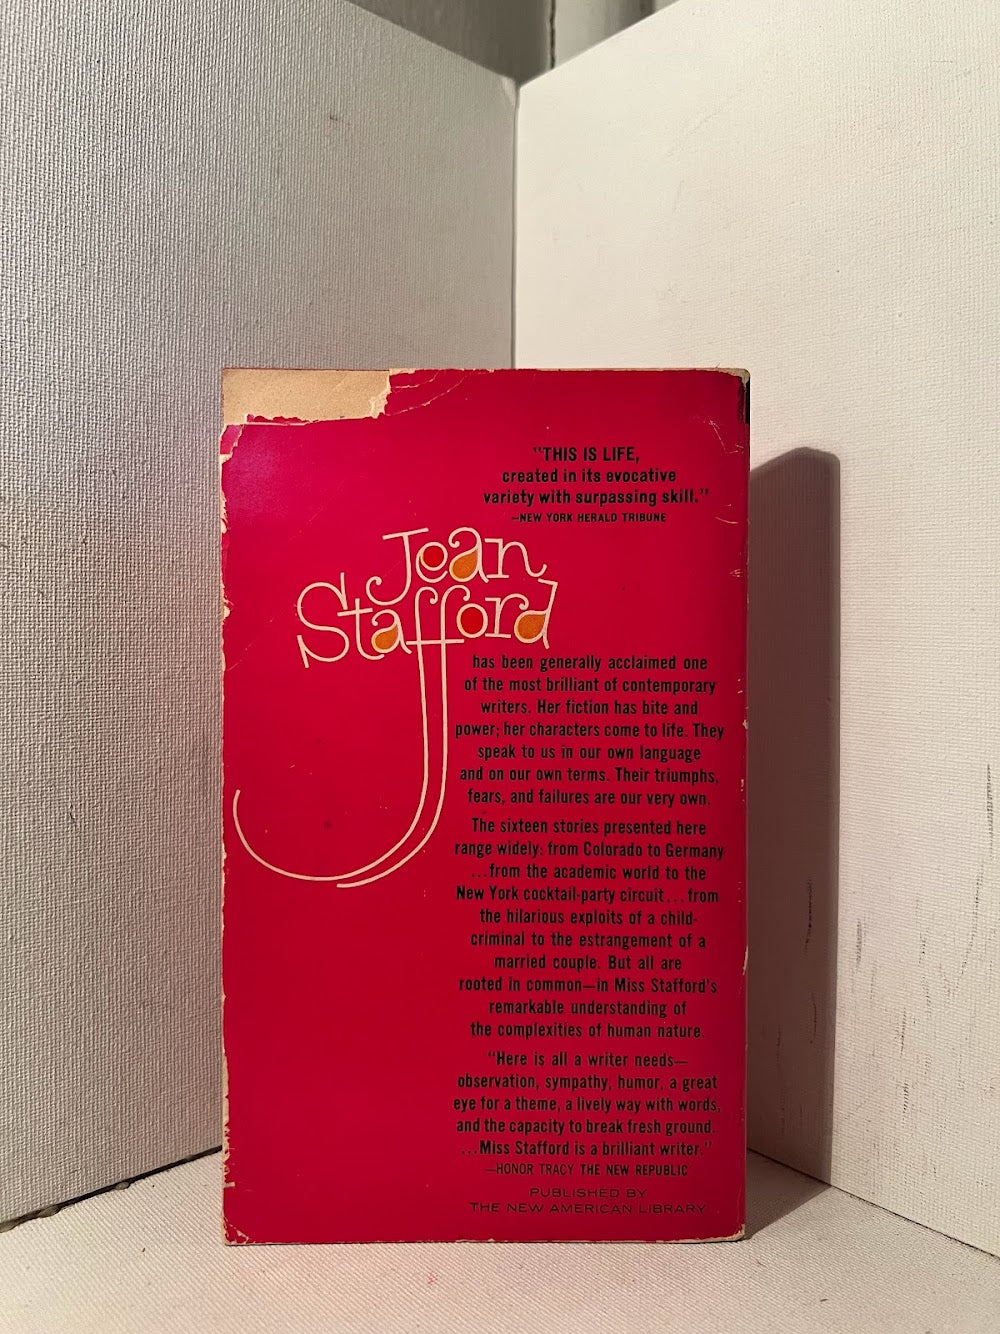 "THIS IS LIFE,
created in its evocative
variety with surpassing skill."
—NEW YORK HERALD TRIBUNE
Jean
Stafford
has been generally acclaimed one
of the most brilliant of contemporary
writers. Her fiction has bite and
power; her characters come to life. They
speak to us in our own language
and on our own terms. Their triumphs,
fears, and failures are our very own.
The sixteen stories presented here
range widely: from Colorado to Germany
...from the academic world to the
New York cocktail-party circuit...from
the hilarious exploits of a child-
criminal to the estrangement of a
married couple. But all are
rooted in common—in Miss Stafford's
remarkable understanding of
the complexities of human nature.
"Here is all a writer needs—
observation, sympathy, humor, a great
eye for a theme, a lively way with words,
and the capacity to break fresh ground.
...Miss Stafford is a brilliant writer."
—HONOR TRACY THE NEW REPUBLIC
PUBLISHED BY
THE NEW AMERICAN LIBRARY